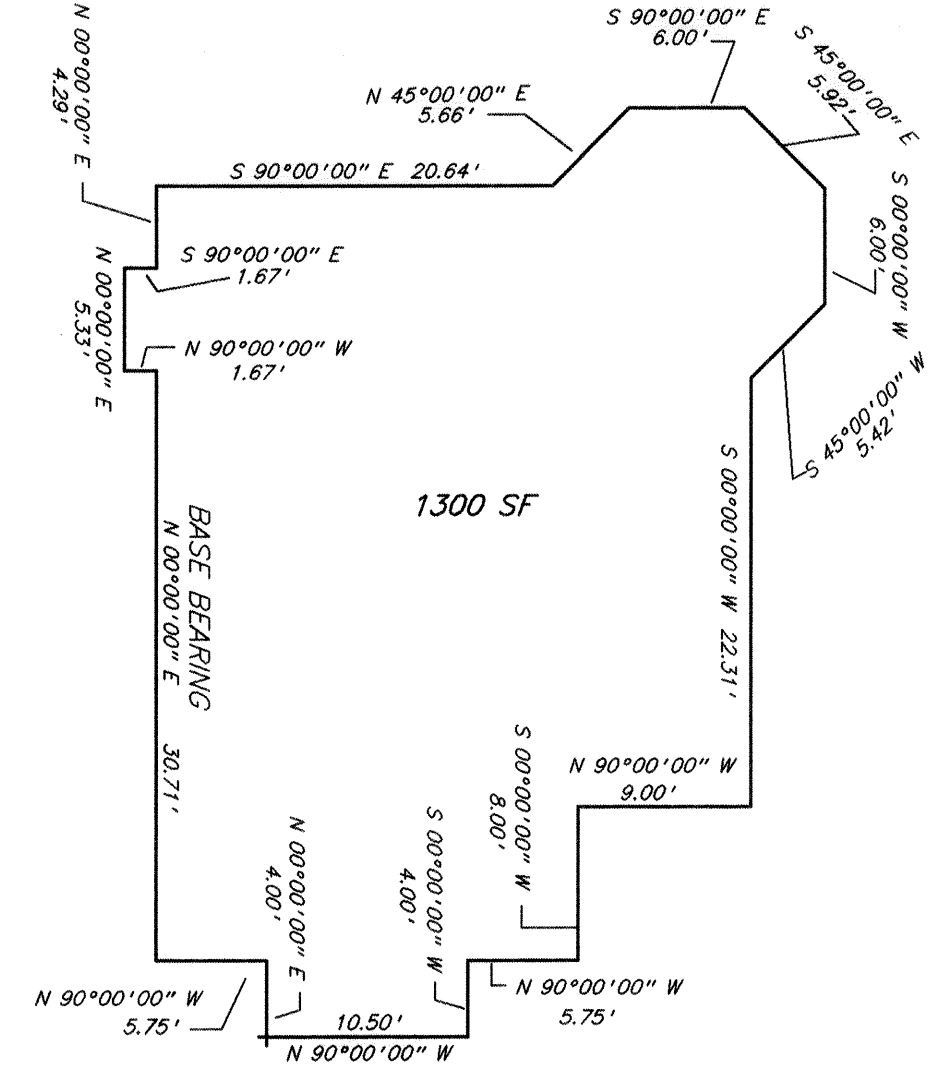 S 90°00'00" E
6.00'
S 45°00'00" E
5.92'
N 00°00'00" E
4.29'
N 45°00'00" E
5.66'
S 90°00'00" E 20.64'
S 00°00'00" W
6.00'
S 90°00'00" E
1.67'
N 00°00'00" E
5.33'
N 90°00'00" W
1.67'
S 45°00'00" W
5.42'
1300 SF
S 00°00'00" W 22.31'
BASE BEARING
N 00°00'00" E 30.71'
N 90°00'00" W
9.00'
S 00°00'00" W
8.00'
N 00°00'00" E
4.00'
S 00°00'00" W
4.00'
N 90°00'00" W
5.75'
N 90°00'00" W
5.75'
10.50'
N 90°00'00" W